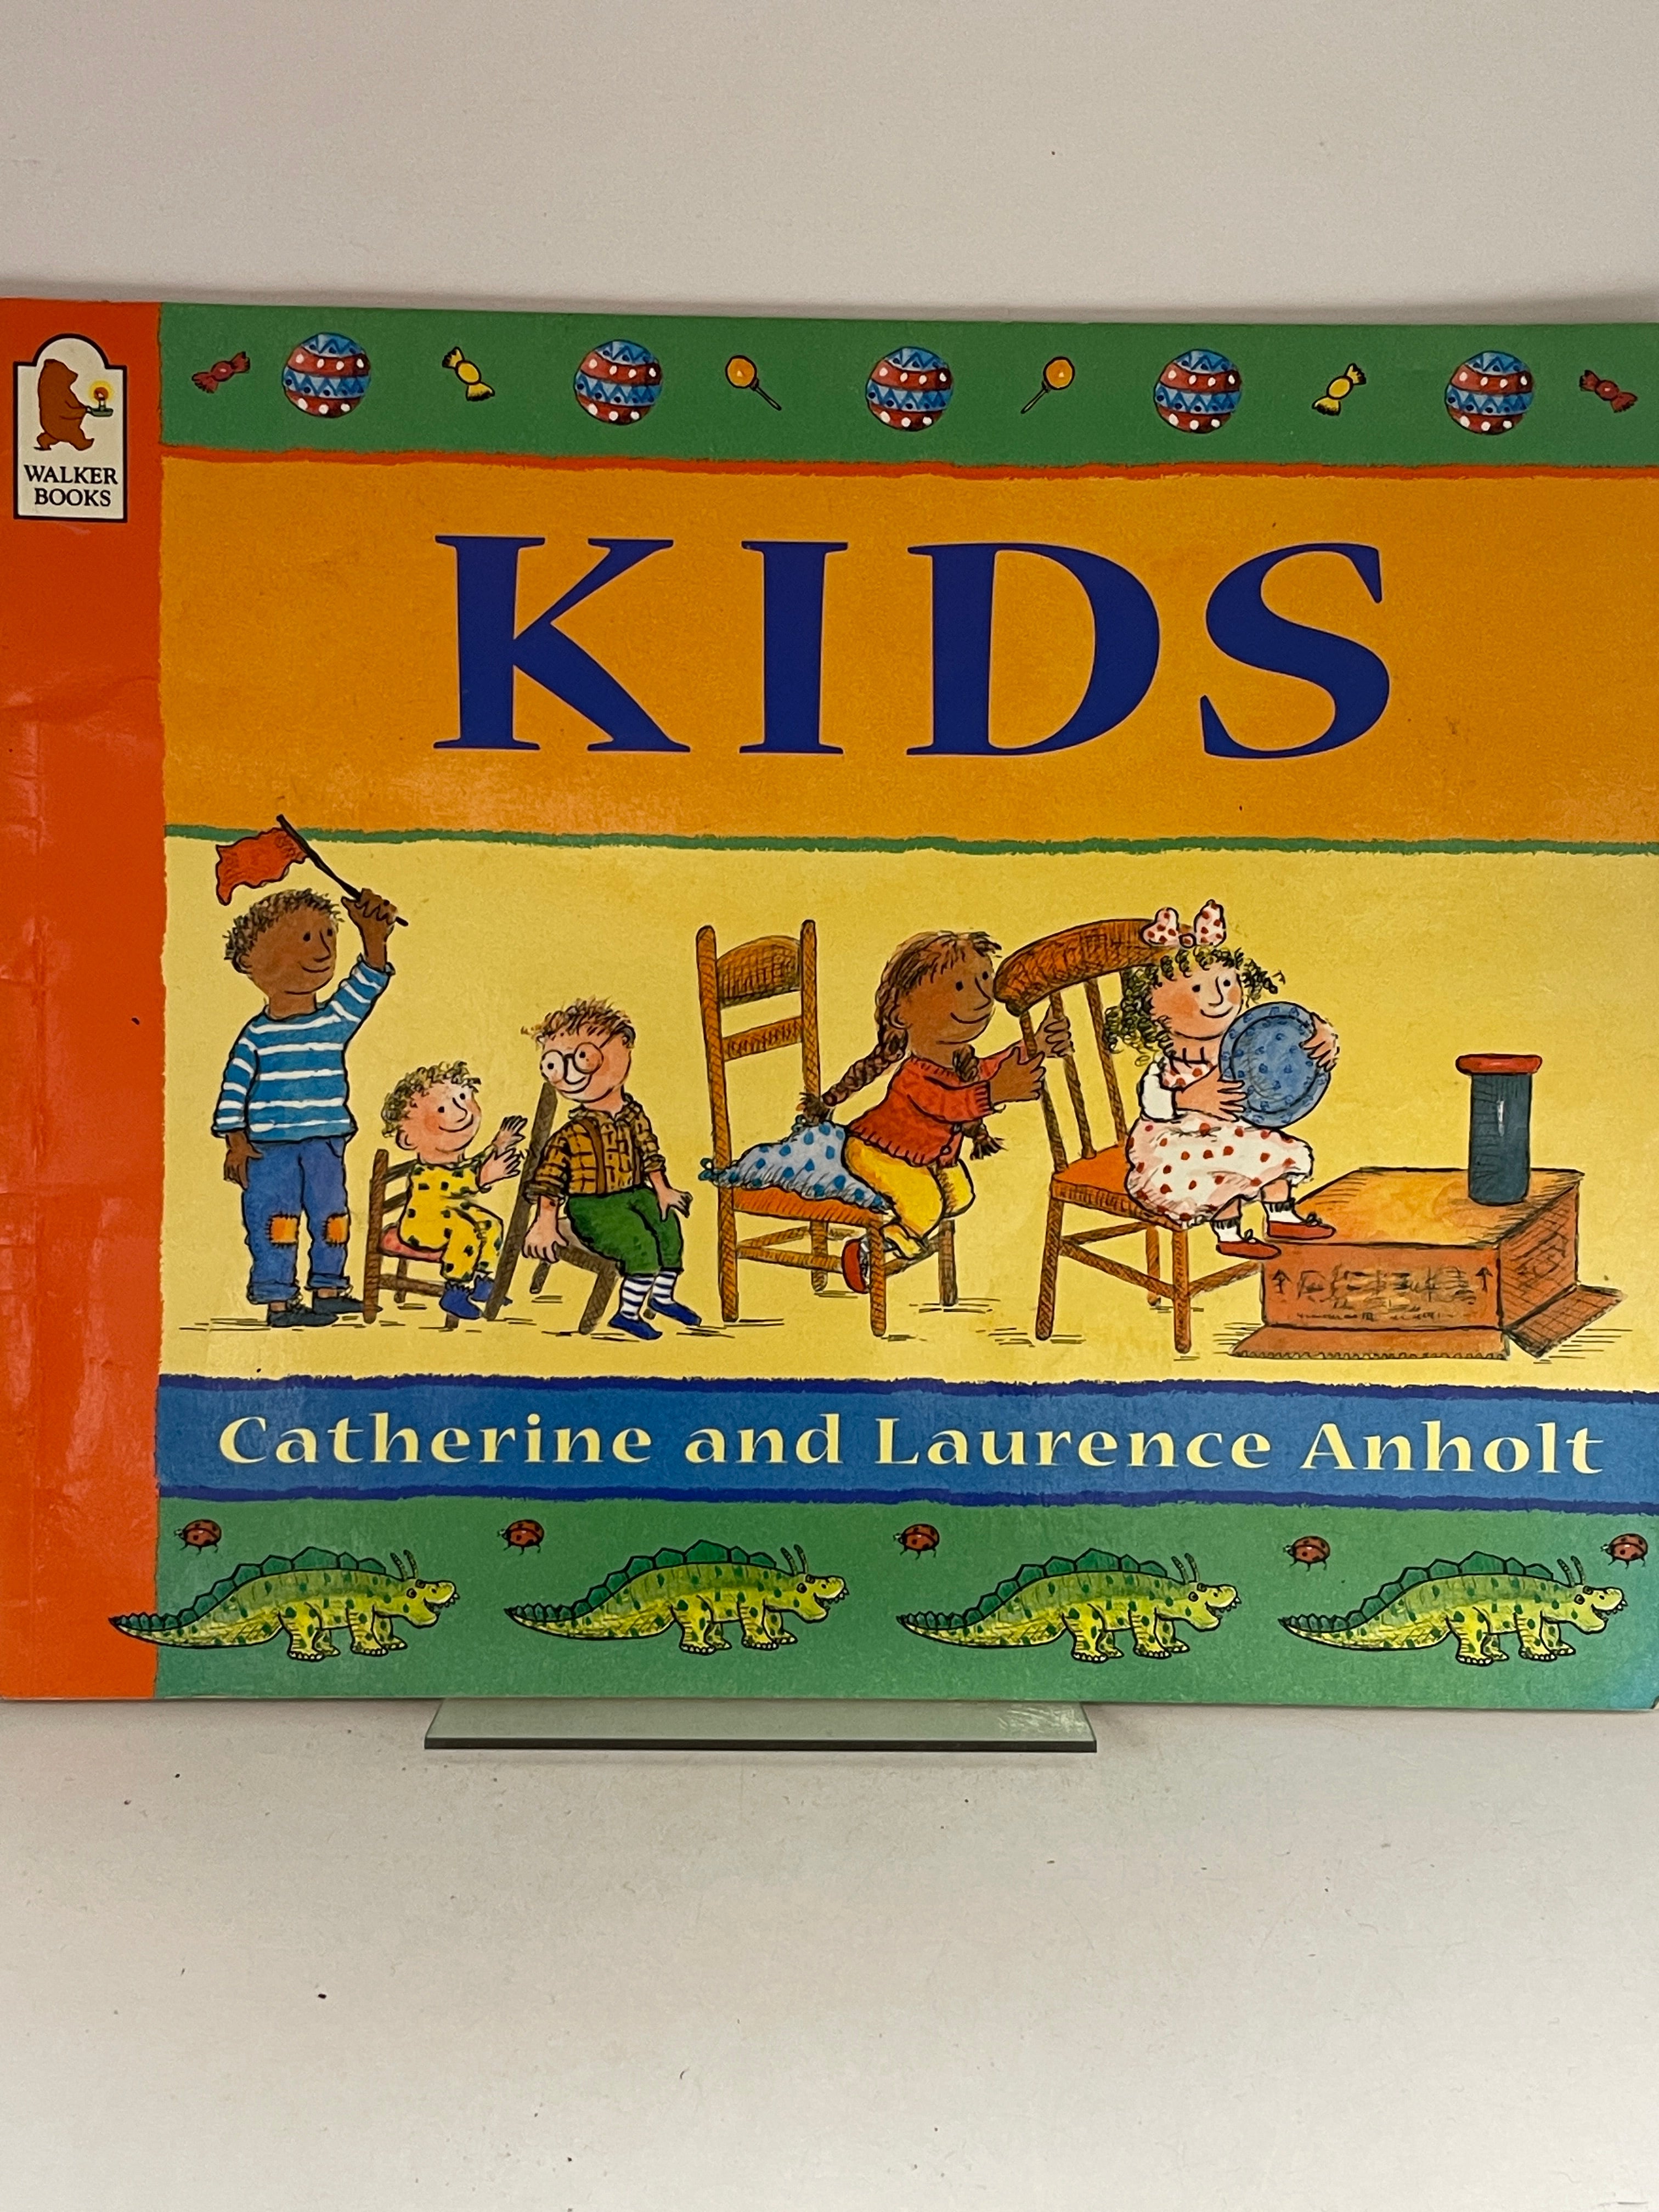 WALKER
BOOKS
KIDS
Catherine and Laurence Anholt